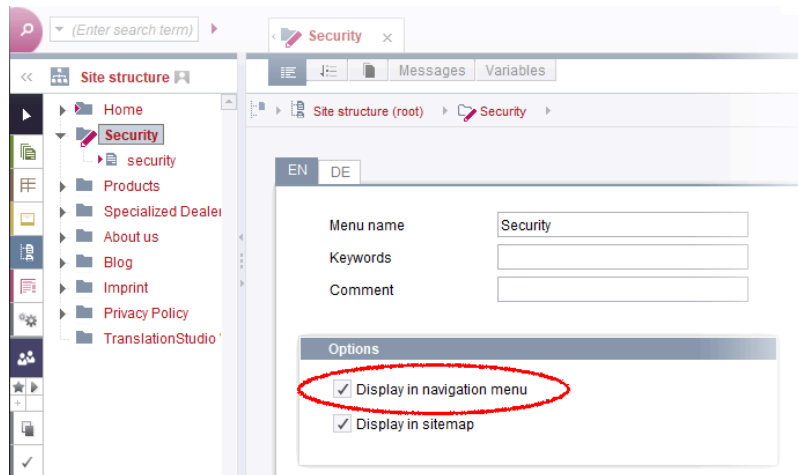 (Enter search term)
Security
Site structure
Messages
Variables
Home
Security
security
Products
Specialized Dealer
About us
Blog
Imprint
Privacy Policy
TranslationStudio
Site structure (root)
Security
EN
DE
Menu name
Security
Keywords
Comment
Options
Display in navigation menu
Display in sitemap